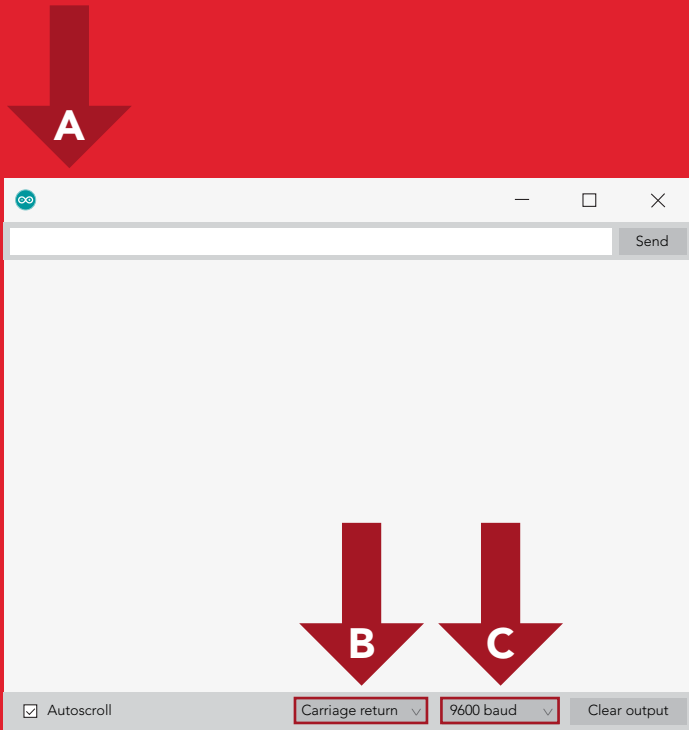 A
Send
B
C
Autoscroll
Carriage return
9600 baud
Clear output